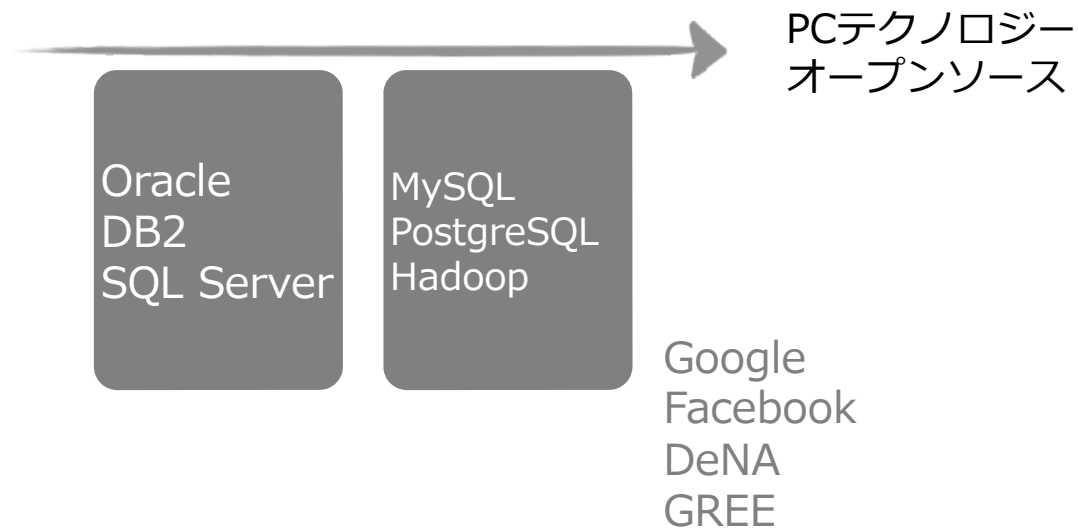 PCテクノロジー
オープンソース
Oracle
DB2
SQL Server
MySQL
PostgreSQL
Hadoop
Google
Facebook
DeNA
GREE